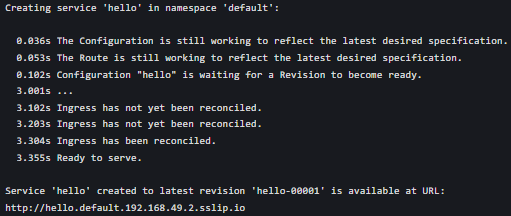 Creating service 'hello' in namespace 'default':
0.036s The Configuration is still working to reflect the latest desired specification.
0.053s The Route is still working to reflect the latest desired specification.
0.102s Configuration "hello" is waiting for a Revision to become ready.
3.001s ...
3.102s Ingress has not yet been reconciled.
3.203s Ingress has not yet been reconciled.
3.304s Ingress has been reconciled.
3.355s Ready to serve.
Service 'hello' created to latest revision 'hello-00001' is available at URL:
http://hello.default.192.168.49.2.sslip.io